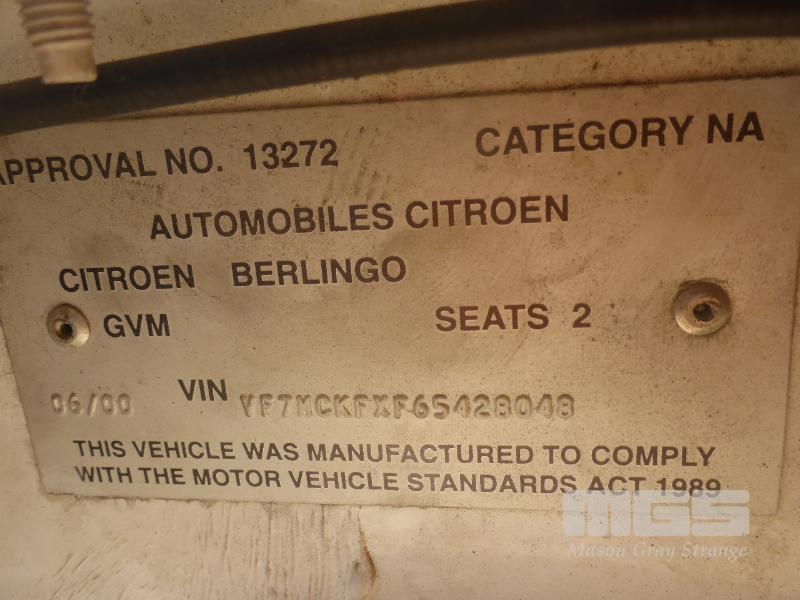 APPROVAL NO. 13272 CATEGORY NA
AUTOMOBILES CITROEN
CITROEN BERLINGO
GVM SEATS 2
06/00 VIN VF7MCKFXF65428048
THIS VEHICLE WAS MANUFACTURED TO COMPLY
WITH THE MOTOR VEHICLE STANDARDS ACT 1989
MGS
Mason Gray Strange